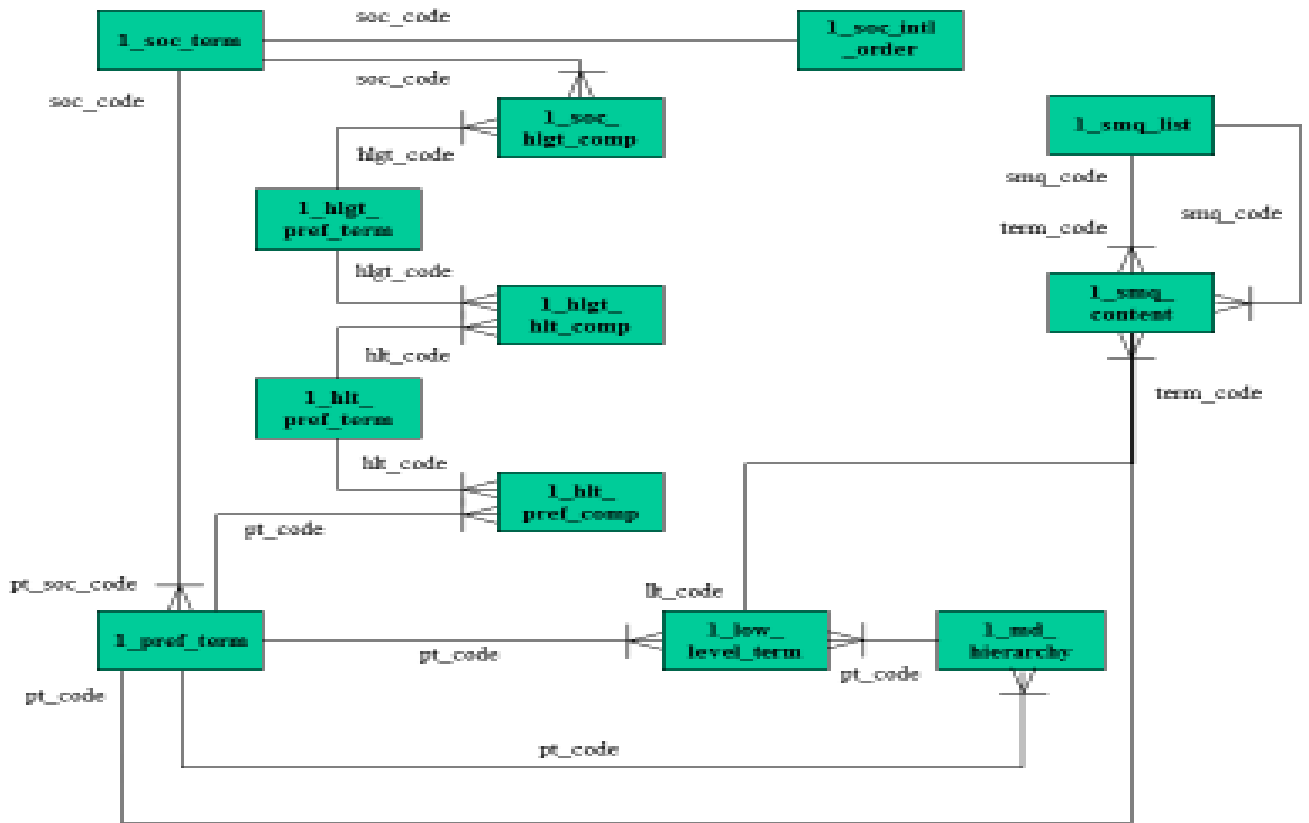 soc_code
1_soc_term
1_soc_intl
_order
soc_code
soc_code
1_soc_
hlgt_comp
1_smq_list
hlgt_code
smq_code
1_hlgt_
pref_term
smq_code
term_code
hlgt_code
1_hlgt_
hlt_comp
1_smq_
content
hlt_code
1_hlt_
pref_term
term_code
hlt_code
1_hlt_
pref_comp
pt_code
pt_soc_code
llt_code
1_pref_term
1_low_
level_term
1_md_
hierarchy
pt_code
pt_code
pt_code
pt_code